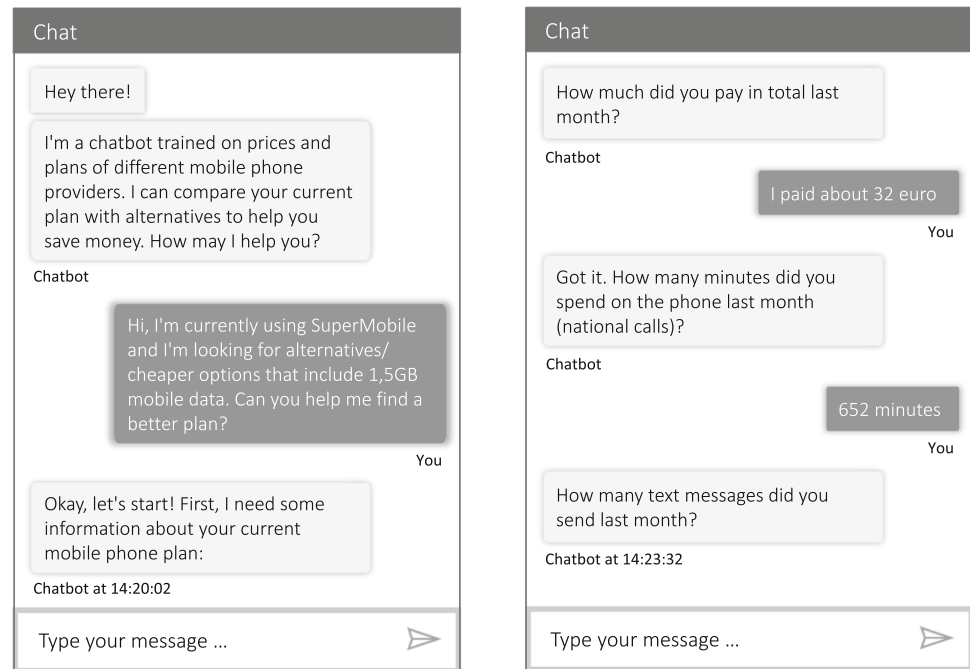 Chat
Hey there!
I'm a chatbot trained on prices and
plans of different mobile phone
providers. I can compare your current
plan with alternatives to help you
save money. How may I help you?
Chatbot
Hi, I'm currently using SuperMobile
and I'm looking for alternatives/
cheaper options that include 1,5GB
mobile data. Can you help me find a
better plan?
You
Okay, let's start! First, I need some
information about your current
mobile phone plan:
Chatbot at 14:20:02
Type your message ...
Chat
How much did you pay in total last
month?
Chatbot
I paid about 32 euro
You
Got it. How many minutes did you
spend on the phone last month
(national calls)?
Chatbot
652 minutes
You
How many text messages did you
send last month?
Chatbot at 14:23:32
Type your message ...